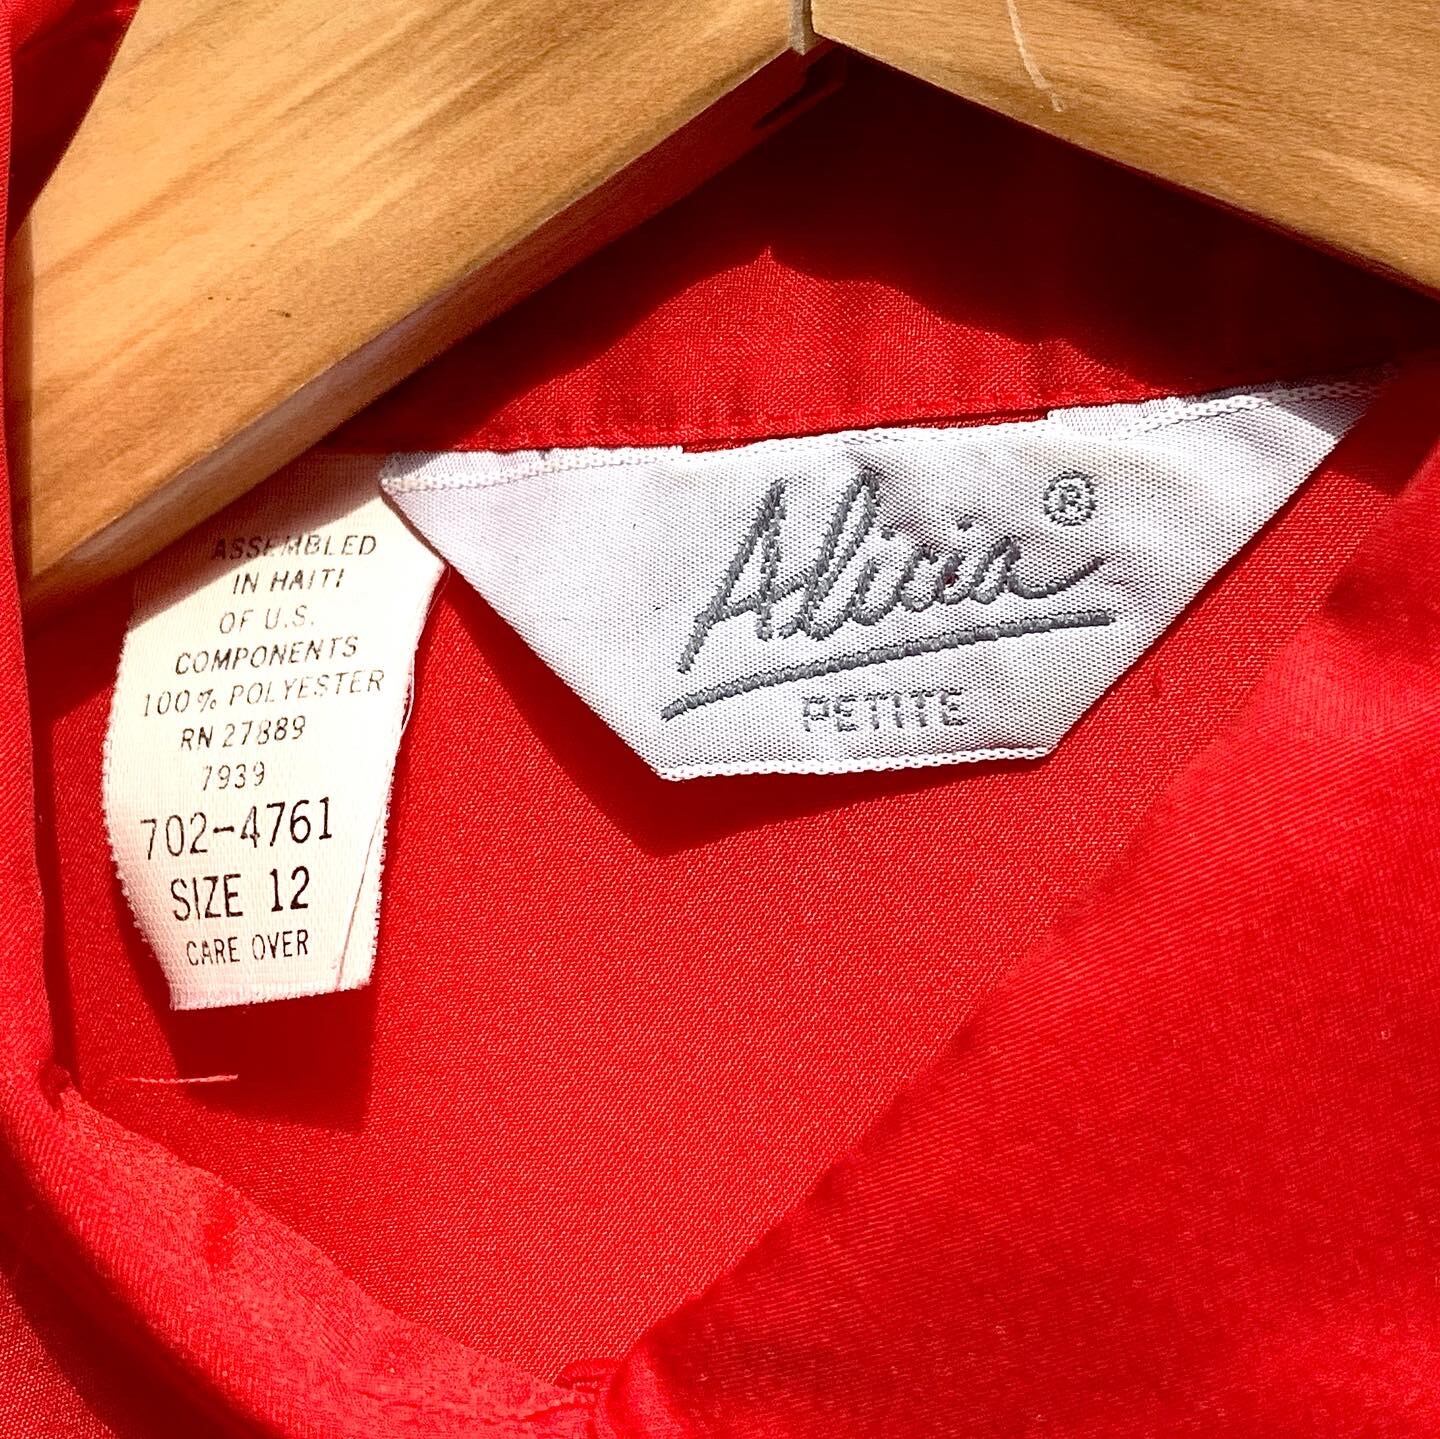 ASSEMBLED
IN HAITI
OF U.S.
COMPONENTS
100% POLYESTER
RN 27889
7939
702-4761
SIZE 12
CARE OVER
Alicia ®
PETITE